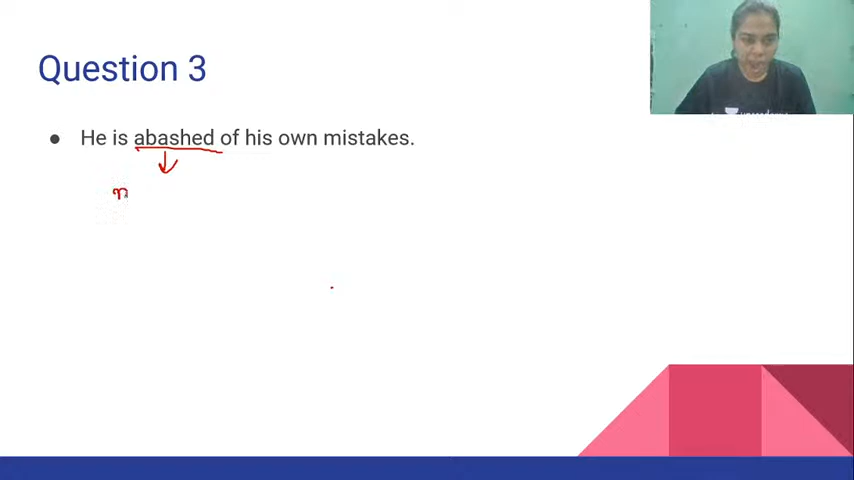 Question 3
● He is abashed of his own mistakes.